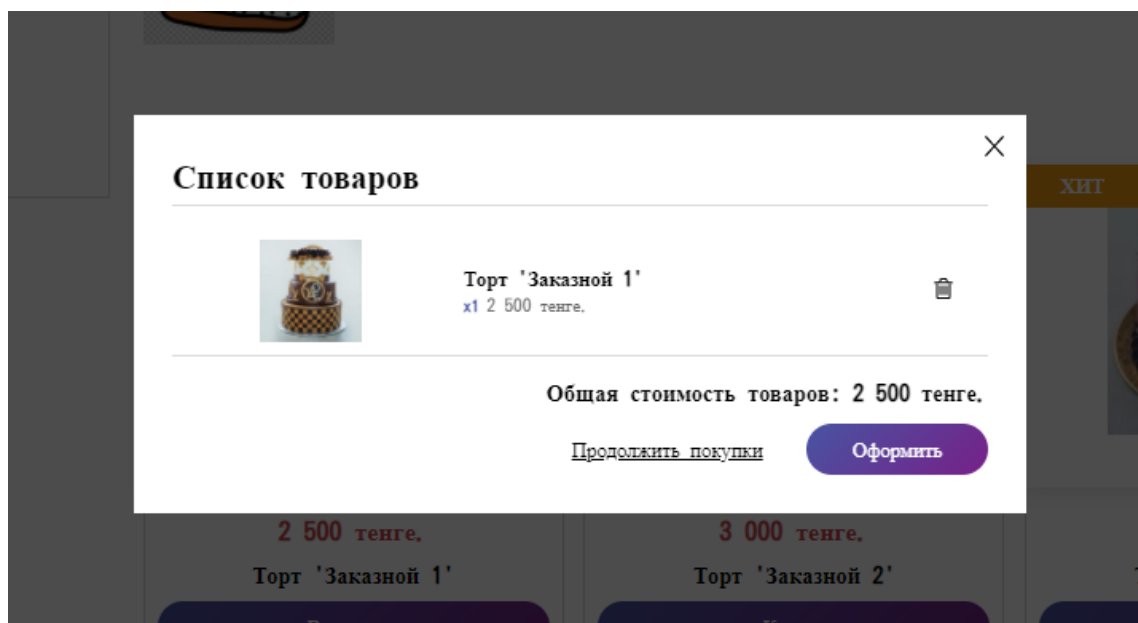 ХИТ
Список товаров
Торт 'Заказной 1'
x1 2 500 тенге.
Общая стоимость товаров: 2 500 тенге.
Продолжить покупки
Оформить
2 500 тенге.
3 000 тенге.
Торт 'Заказной 1'
Торт 'Заказной 2'